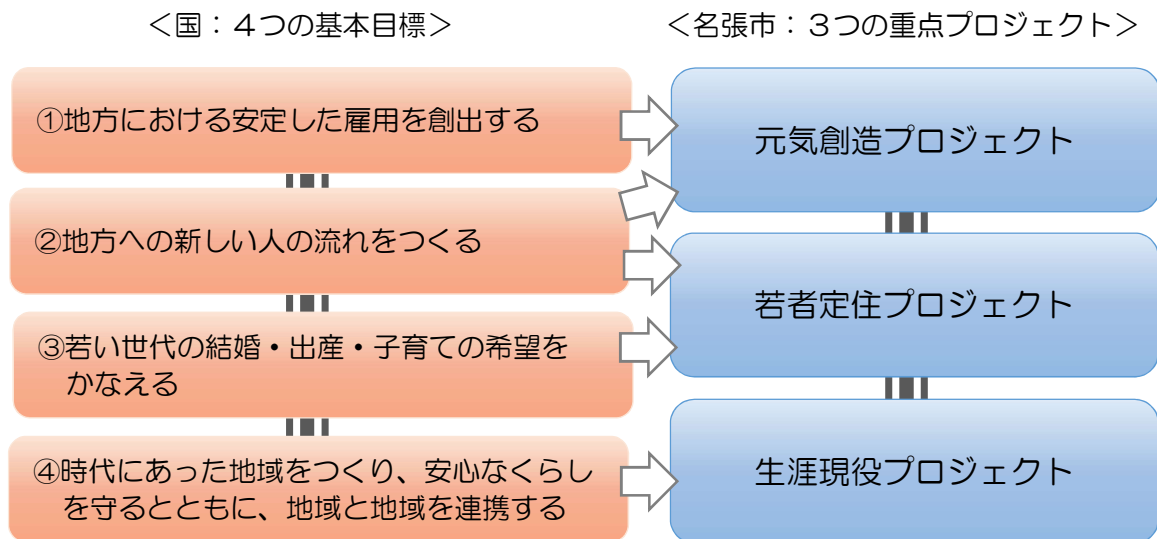 ＜国：４つの基本目標＞
＜名張市：３つの重点プロジェクト＞
①地方における安定した雇用を創出する
②地方への新しい人の流れをつくる
③若い世代の結婚・出産・子育ての希望を
かなえる
④時代にあった地域をつくり、安心なくらし
を守るとともに、地域と地域を連携する
元気創造プロジェクト
若者定住プロジェクト
生涯現役プロジェクト